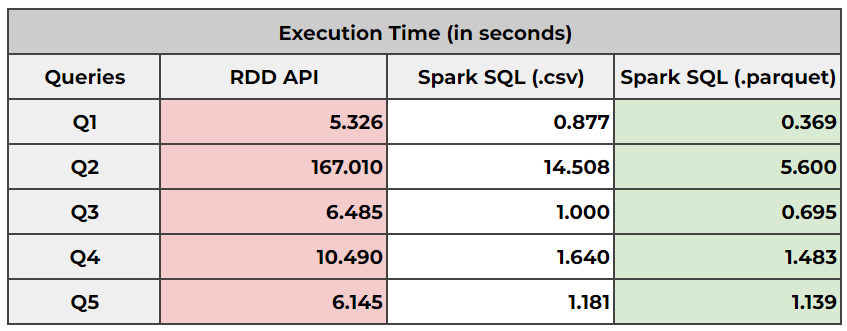 Execution Time (in seconds)
Queries RDD API Spark SQL (.csv) Spark SQL (.parquet)
Q1 5.326 0.877 0.369
Q2 167.010 14.508 5.600
Q3 6.485 1.000 0.695
Q4 10.490 1.640 1.483
Q5 6.145 1.181 1.139